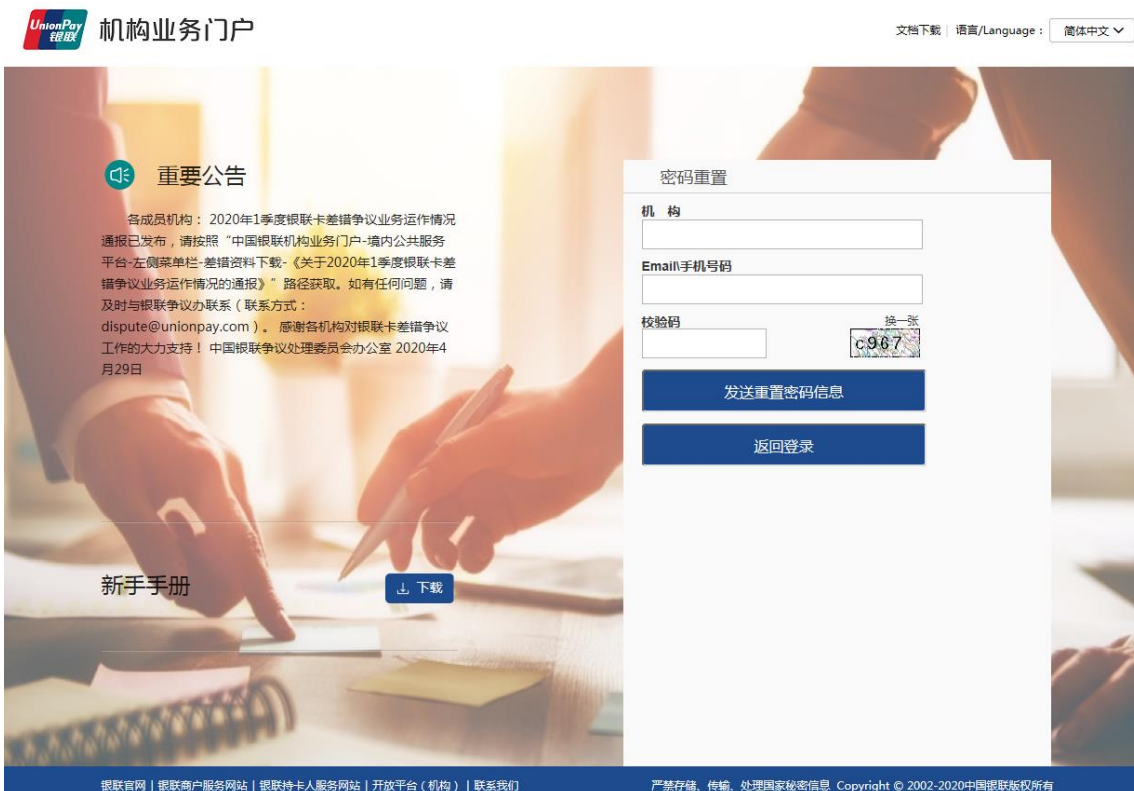 UnionPay
银联
机构业务门户
文档下载 | 语言/Language： 简体中文
重要公告
各成员机构： 2020年1季度银联卡差错争议业务运作情况
通报已发布，请按照“中国银联机构业务门户-境内公共服务
平台-左侧菜单栏-差错资料下载-《关于2020年1季度银联卡差
错争议业务运作情况的通报》”路径获取。如有任何问题，请
及时与银联争议办联系（联系方式：
dispute@unionpay.com）。 感谢各机构对银联卡差错争议
工作的大力支持！ 中国银联争议处理委员会办公室 2020年4
月29日
新手手册
下载
密码重置
机 构
Email\手机号码
校验码
换一张
c967
发送重置密码信息
返回登录
银联官网 | 银联商户服务网站 | 银联持卡人服务网站 | 开放平台（机构） | 联系我们
严禁存储、传输、处理国家秘密信息 Copyright © 2002-2020中国银联版权所有